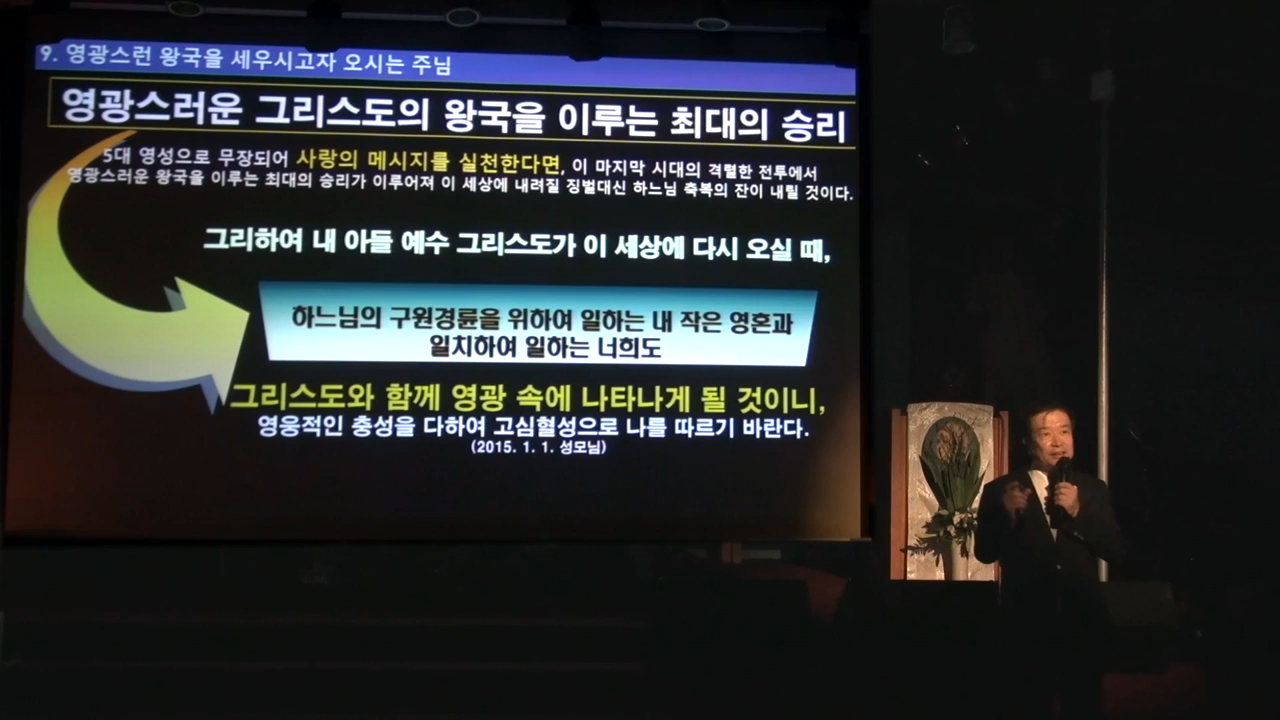 9. 영광스런 왕국을 세우시고자 오시는 주님
영광스러운 그리스도의 왕국을 이루는 최대의 승리
5대 영성으로 무장되어 사랑의 메시지를 실천한다면, 이 마지막 시대의 격렬한 전투에서
영광스러운 왕국을 이루는 최대의 승리가 이루어져 이 세상에 내려질 징벌대신 하느님 축복의 잔이 내릴 것이다.
그리하여 내 아들 예수 그리스도가 이 세상에 다시 오실 때,
하느님의 구원경륜을 위하여 일하는 내 작은 영혼과
일치하여 일하는 너희도
그리스도와 함께 영광 속에 나타나게 될 것이니,
영웅적인 충성을 다하여 고심혈성으로 나를 따르기 바란다.
(2015. 1. 1. 성모님)